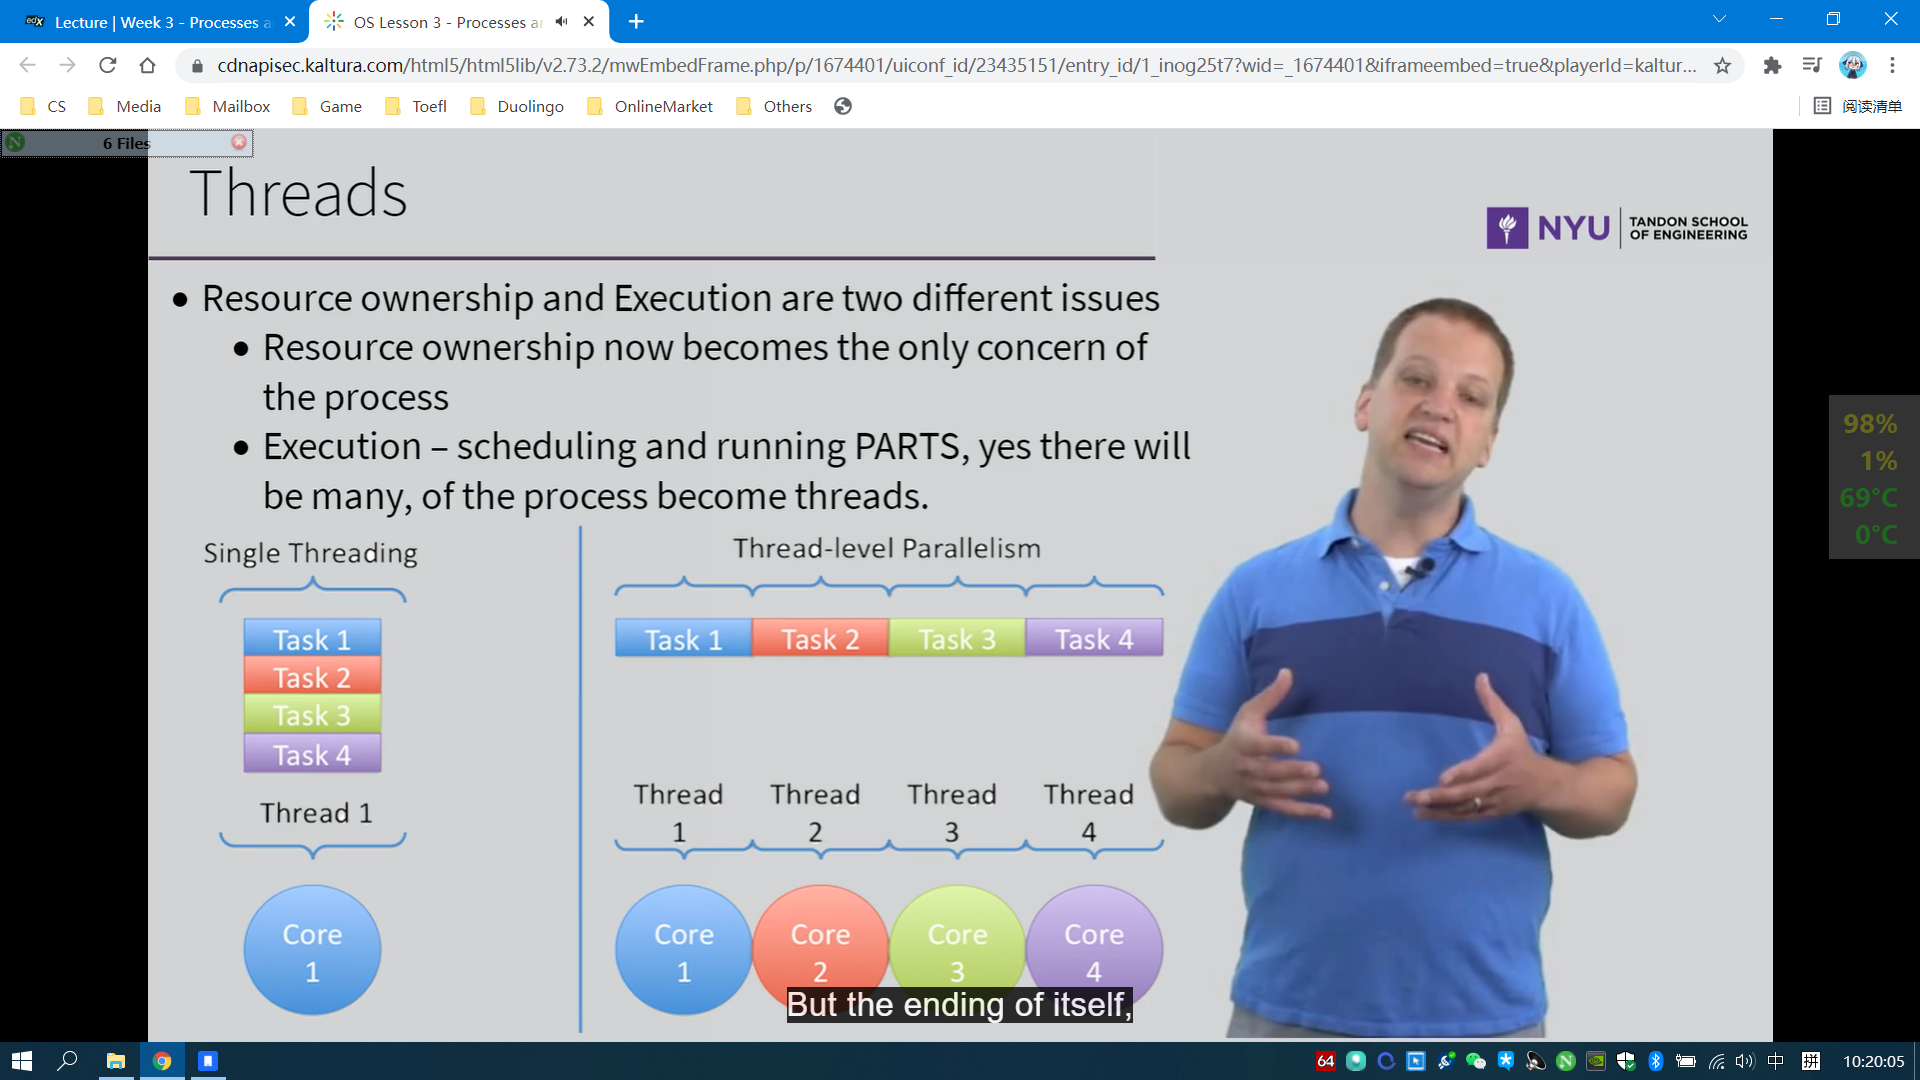 Lecture | Week 3 - Processes a
OS Lesson 3 - Processes a
cdnapisec.kaltura.com/html5/html5lib/v2.73.2/mwEmbedFrame.php/p/1674401/uiconf_id/23435151/entry_id/1_inog25t7?wid=_1674401&iframeembed=true&playerId=kaltur...
CS Media Mailbox Game Toefl Duolingo OnlineMarket Others 阅读清单
6 Files
Threads
NYU TANDON SCHOOL
OF ENGINEERING
• Resource ownership and Execution are two different issues
• Resource ownership now becomes the only concern of
the process
• Execution – scheduling and running PARTS, yes there will
be many, of the process become threads.
98%
1%
69°C
0°C
Single Threading
Task 1
Task 2
Task 3
Task 4
Thread 1
Core
1
Thread-level Parallelism
Task 1 Task 2 Task 3 Task 4
Thread Thread Thread Thread
1 2 3 4
Core Core Core Core
1 2 3 4
But the ending of itself,
64 中 拼 10:20:05